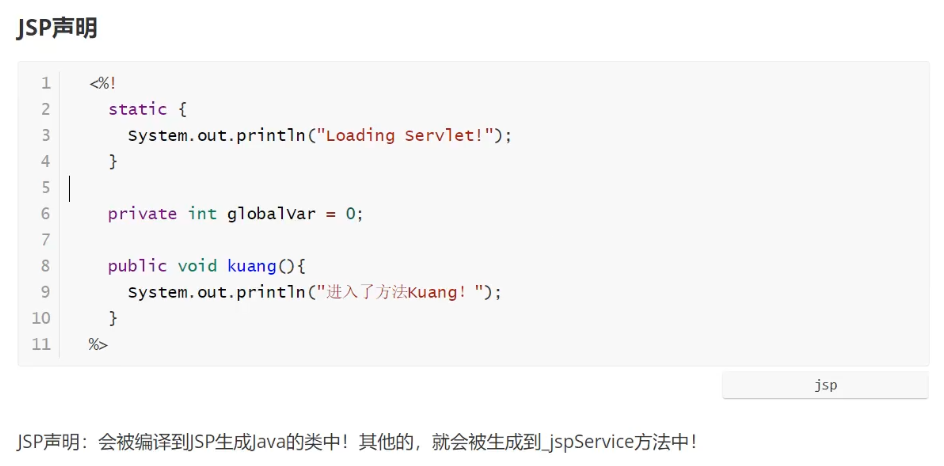 JSP声明
1 <%!
2 static {
3 System.out.println("Loading Servlet!");
4 }
5
6 private int globalVar = 0;
7
8 public void kuang(){
9 System.out.println("进入了方法Kuang！");
10 }
11 %>
jsp
JSP声明：会被编译到JSP生成Java的类中！其他的，就会被生成到_jspService方法中！